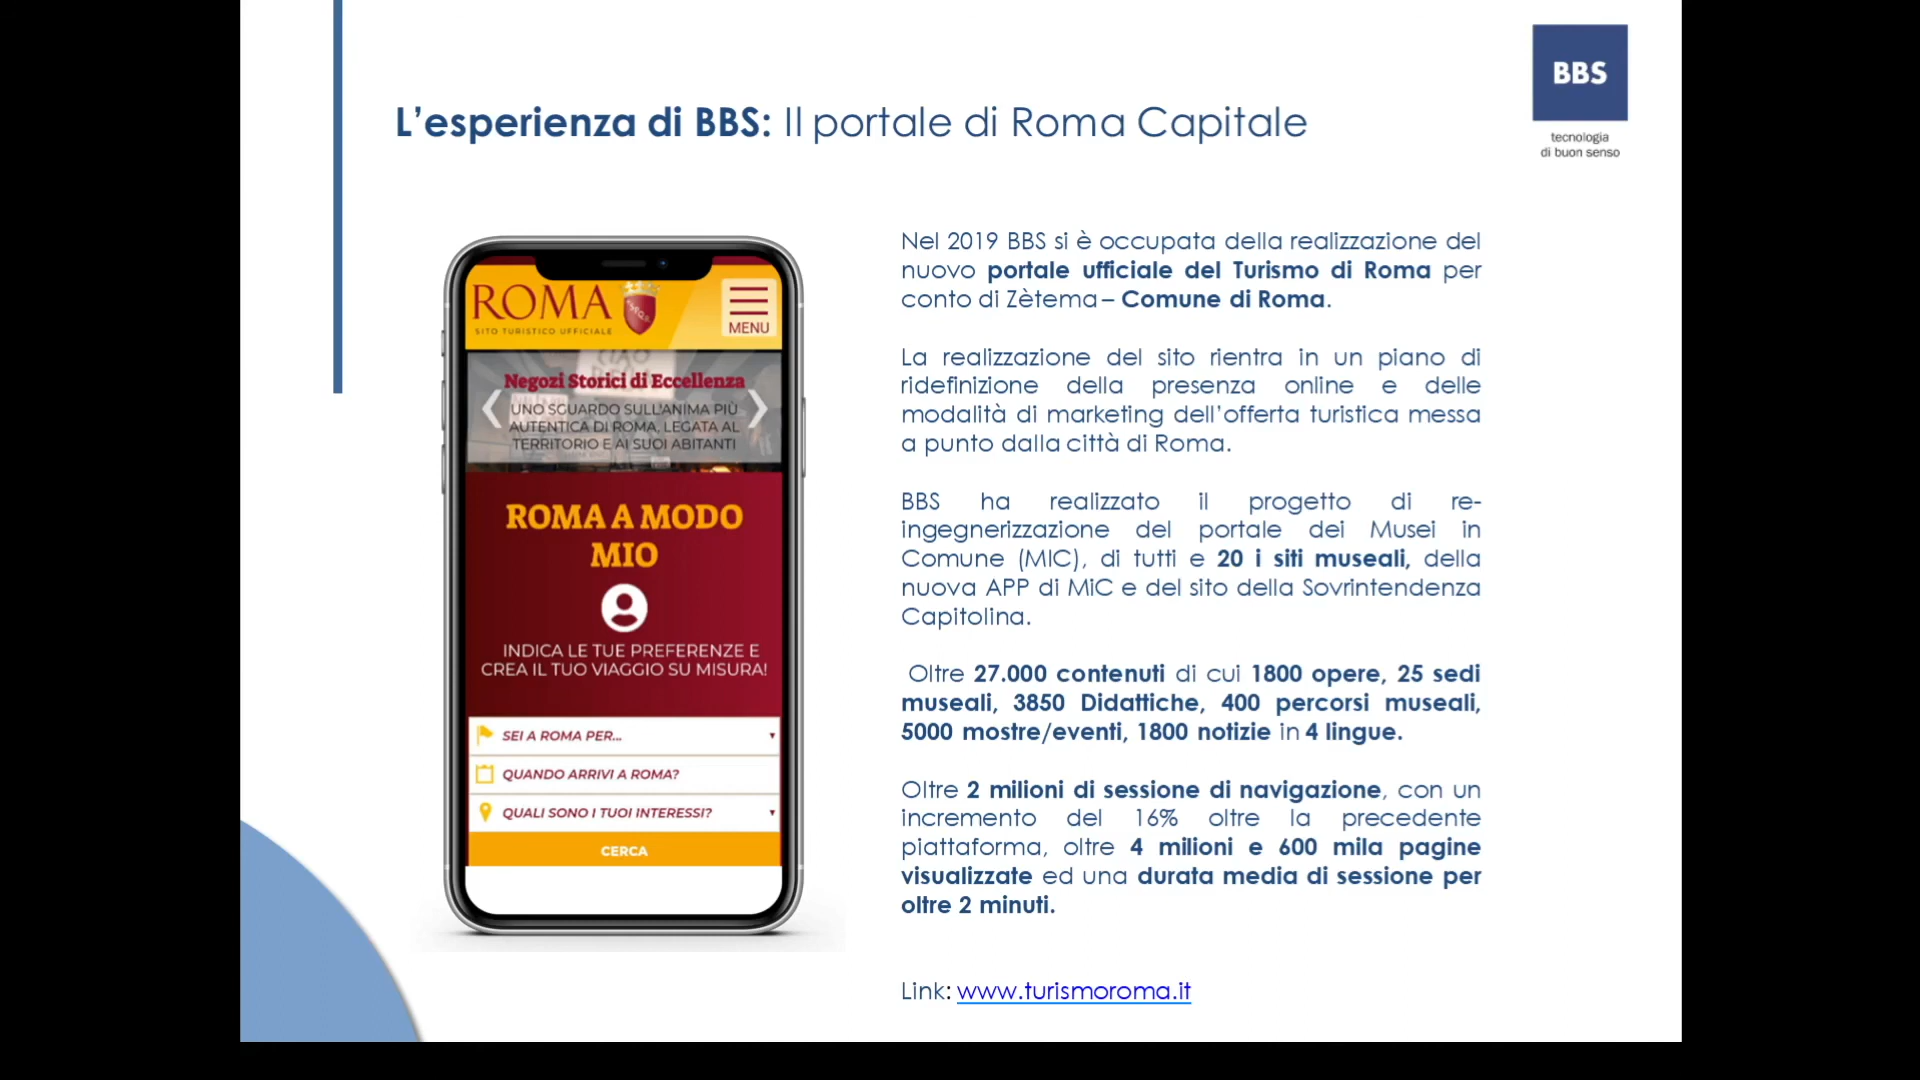 BBS
tecnologia
di buon senso
L'esperienza di BBS: Il portale di Roma Capitale
ROMA
SITO TURISTICO UFFICIALE
MENU
Negozi Storici di Eccellenza
UNO SGUARDO SULL'ANIMA PIÙ
AUTENTICA DI ROMA, LEGATA AL
TERRITORIO E AI SUOI ABITANTI
ROMA A MODO
MIO
INDICA LE TUE PREFERENZE E
CREA IL TUO VIAGGIO SU MISURA!
SEI A ROMA PER...
QUANDO ARRIVI A ROMA?
QUALI SONO I TUOI INTERESSI?
CERCA
Nel 2019 BBS si è occupata della realizzazione del
nuovo portale ufficiale del Turismo di Roma per
conto di Zètema – Comune di Roma.
La realizzazione del sito rientra in un piano di
ridefinizione della presenza online e delle
modalità di marketing dell'offerta turistica messa
a punto dalla città di Roma.
BBS ha realizzato il progetto di re-
ingegnerizzazione del portale dei Musei in
Comune (MIC), di tutti e 20 i siti museali, della
nuova APP di MiC e del sito della Sovrintendenza
Capitolina.
Oltre 27.000 contenuti di cui 1800 opere, 25 sedi
museali, 3850 Didattiche, 400 percorsi museali,
5000 mostre/eventi, 1800 notizie in 4 lingue.
Oltre 2 milioni di sessione di navigazione, con un
incremento del 16% oltre la precedente
piattaforma, oltre 4 milioni e 600 mila pagine
visualizzate ed una durata media di sessione per
oltre 2 minuti.
Link: www.turismoroma.it